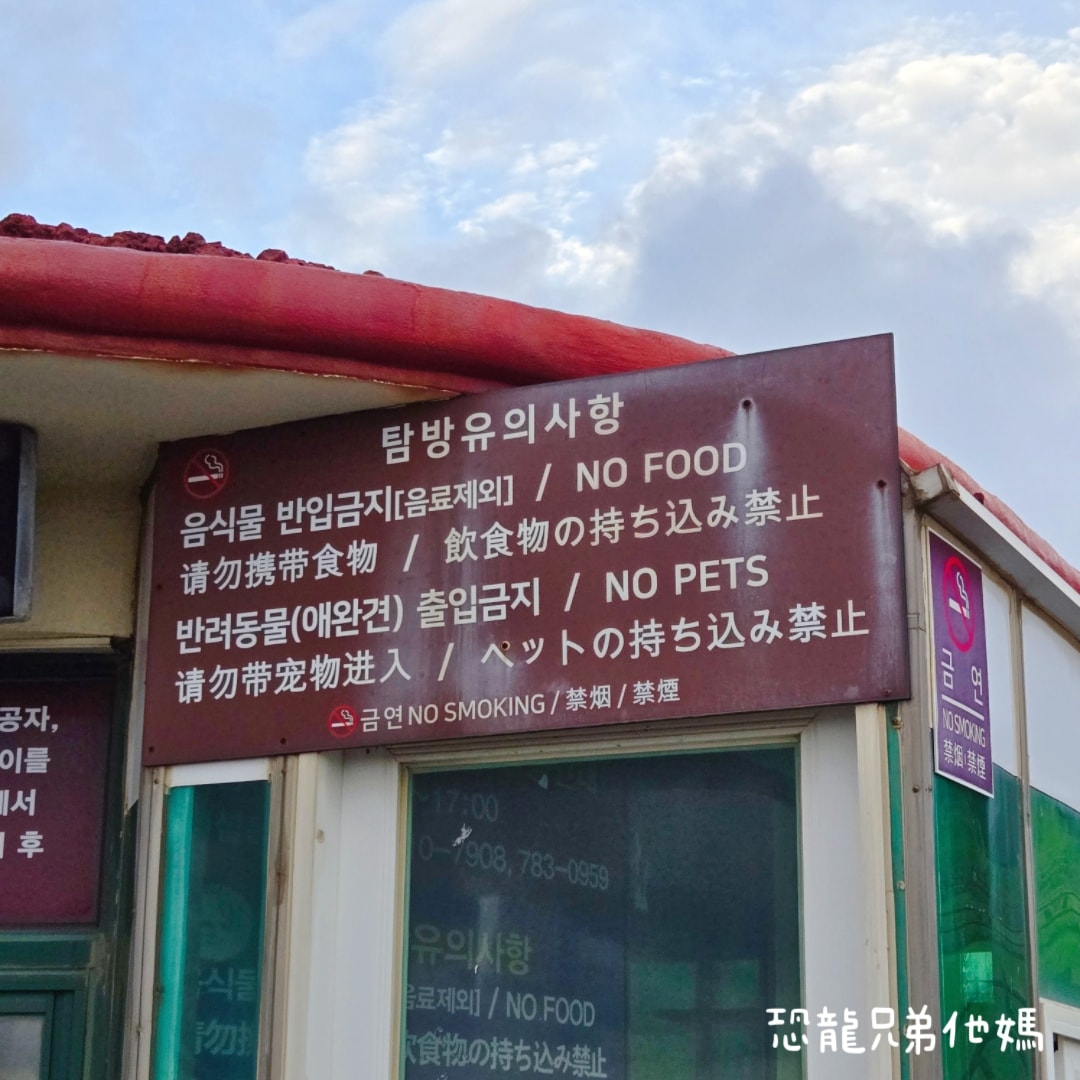 탐방유의사항
음식물 반입금지[음료제외] / NO FOOD
请勿携带食物 / 飲食物の持ち込み禁止
반려동물(애완견) 출입금지 / NO PETS
请勿带宠物进入 / ペットの持ち込み禁止
금연 NO SMOKING / 禁烟 / 禁煙
금연
NO SMOKING
禁烟 | 禁煙
공자,
이를
에서
후
~17:00
0-7908, 783-0959
유의사항
음료제외] / NO FOOD
飲食物の持ち込み禁止
식물
请勿携
恐龍兄弟他媽